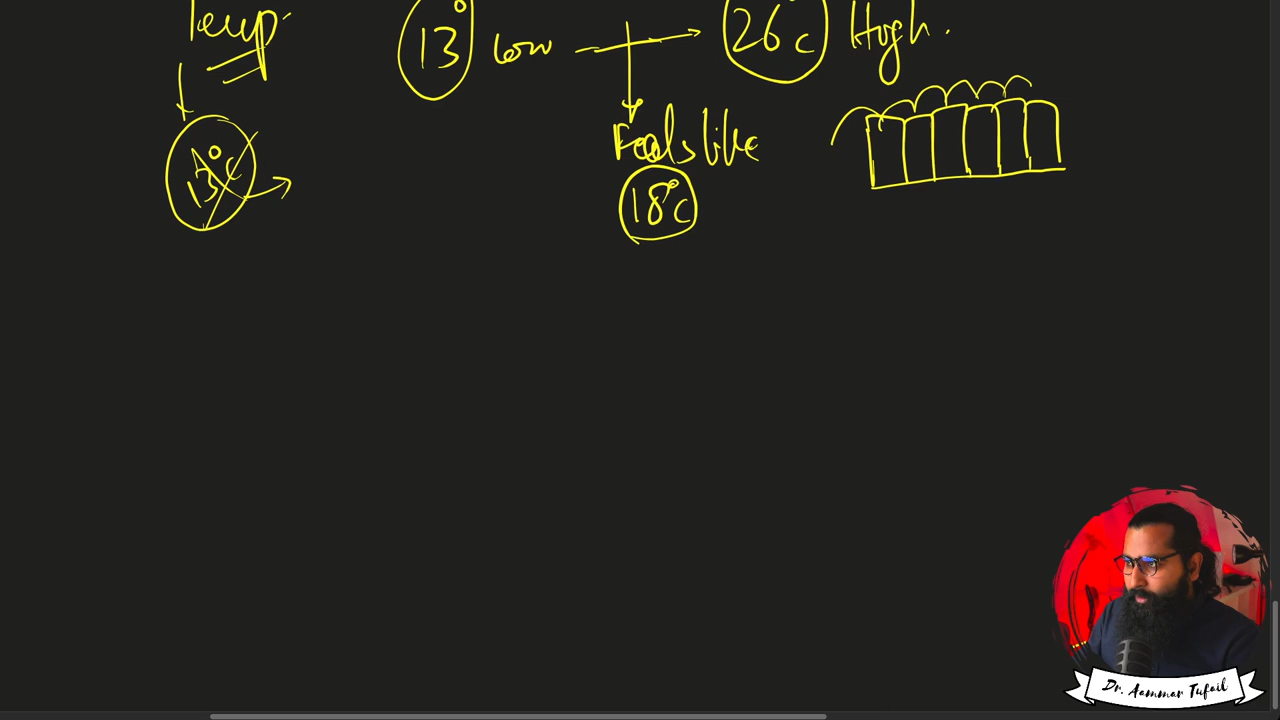 Temp.
13° Low
26°C High.
13°C
Feels like
18°C
Dr. Aammar Tufail